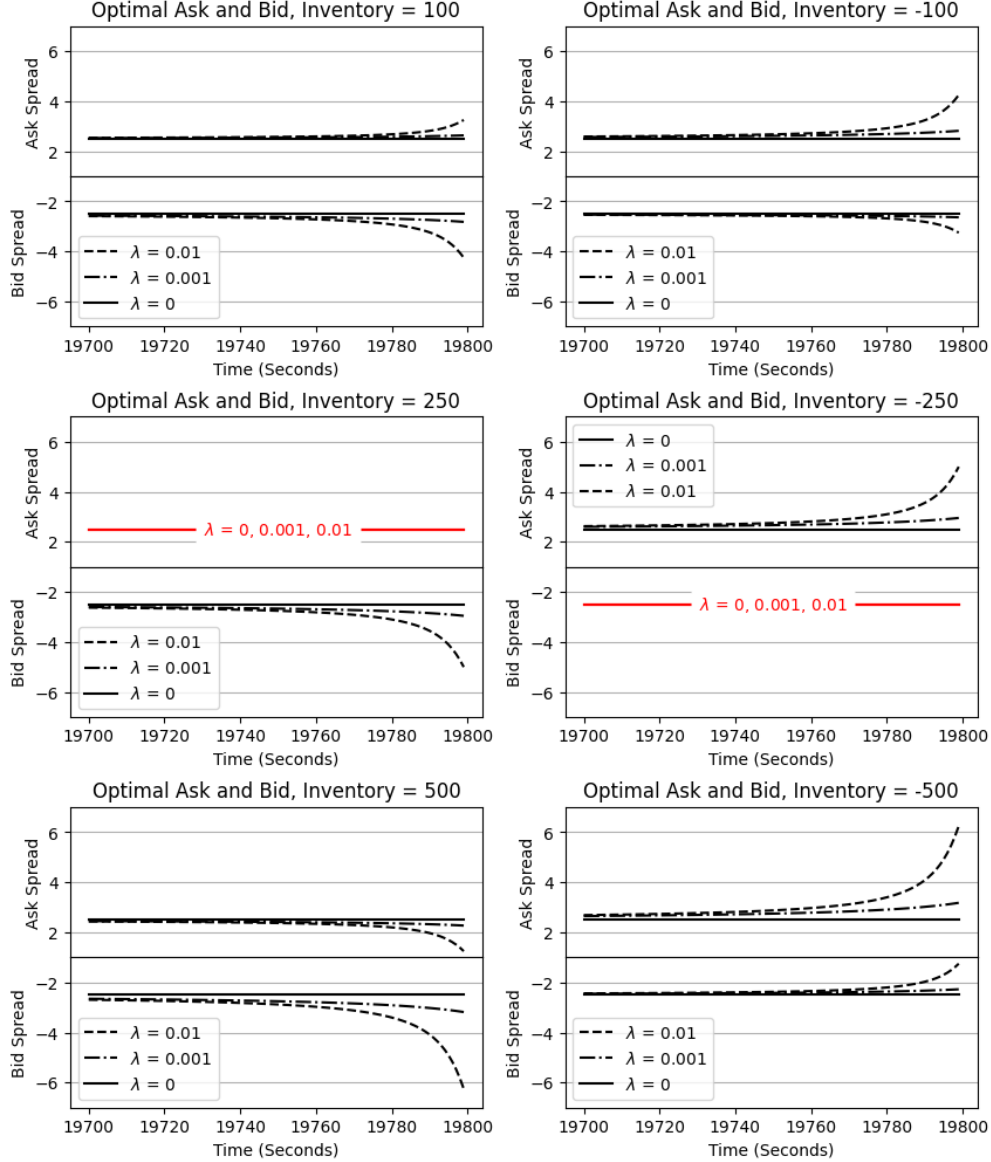 Optimal Ask and Bid, Inventory = 100
Ask Spread
6
4
2
Bid Spread
−2
−4
−6
λ = 0.01
λ = 0.001
λ = 0
19700 19720 19740 19760 19780 19800
Time (Seconds)
Optimal Ask and Bid, Inventory = -100
Ask Spread
6
4
2
Bid Spread
−2
−4
−6
λ = 0.01
λ = 0.001
λ = 0
19700 19720 19740 19760 19780 19800
Time (Seconds)
Optimal Ask and Bid, Inventory = 250
Ask Spread
6
4
2
λ = 0, 0.001, 0.01
Bid Spread
−2
−4
−6
λ = 0.01
λ = 0.001
λ = 0
19700 19720 19740 19760 19780 19800
Time (Seconds)
Optimal Ask and Bid, Inventory = -250
Ask Spread
6
4
2
λ = 0
λ = 0.001
λ = 0.01
Bid Spread
−2
−4
−6
λ = 0, 0.001, 0.01
19700 19720 19740 19760 19780 19800
Time (Seconds)
Optimal Ask and Bid, Inventory = 500
Ask Spread
6
4
2
Bid Spread
−2
−4
−6
λ = 0.01
λ = 0.001
λ = 0
19700 19720 19740 19760 19780 19800
Time (Seconds)
Optimal Ask and Bid, Inventory = -500
Ask Spread
6
4
2
Bid Spread
−2
−4
−6
λ = 0.01
λ = 0.001
λ = 0
19700 19720 19740 19760 19780 19800
Time (Seconds)